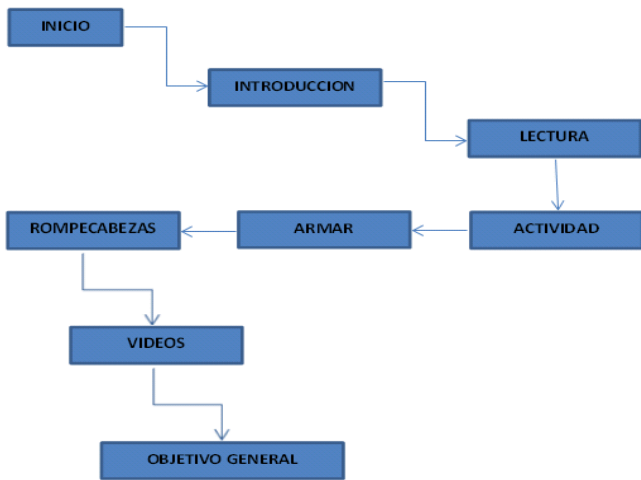 INICIO
INTRODUCCION
LECTURA
ROMPECABEZAS
ARMAR
ACTIVIDAD
VIDEOS
OBJETIVO GENERAL